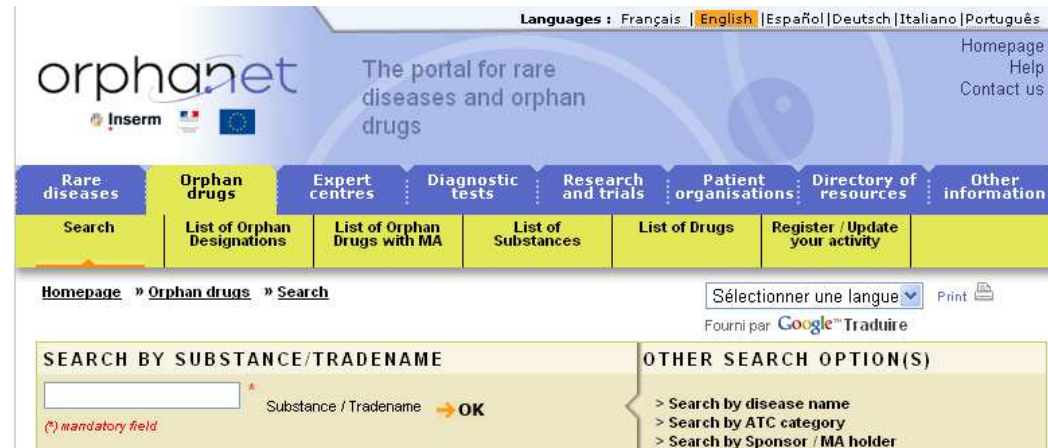 Languages : Français | English |Español|Deutsch|Italiano|Português
Homepage
Help
Contact us
orphanet
Inserm
The portal for rare
diseases and orphan
drugs
Rare
diseases
Orphan
drugs
Expert
centres
Diagnostic
tests
Research
and trials
Patient
organisations
Directory of
resources
Other
information
Search
List of Orphan
Designations
List of Orphan
Drugs with MA
List of
Substances
List of Drugs
Register / Update
your activity
Homepage » Orphan drugs » Search
Sélectionner une langue
Print
Fourni par Google™ Traduire
SEARCH BY SUBSTANCE/TRADENAME
* Substance / Tradename OK
(*) mandatory field
OTHER SEARCH OPTION(S)
> Search by disease name
> Search by ATC category
> Search by Sponsor / MA holder